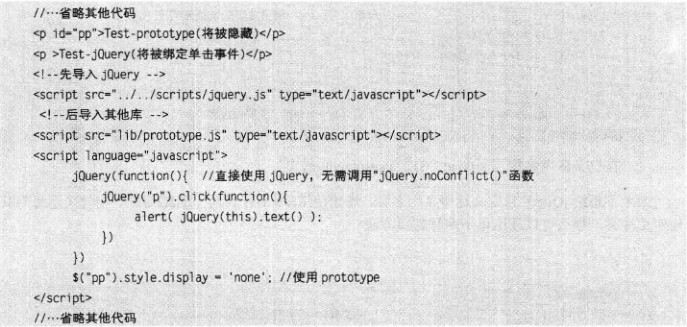 //…省略其他代码
<p id="pp">Test-prototype(将被隐藏)</p>
<p >Test-jQuery(将被绑定单击事件)</p>
<!--先导入 jQuery -->
<script src="../../scripts/jquery.js" type="text/javascript"></script>
<!--后导入其他库 -->
<script src="lib/prototype.js" type="text/javascript"></script>
<script language="javascript">
jQuery(function(){ //直接使用 jQuery，无需调用"jQuery.noConflict()"函数
jQuery("p").click(function(){
alert( jQuery(this).text() );
})
})
$("pp").style.display = 'none'; //使用 prototype
</script>
//…省略其他代码